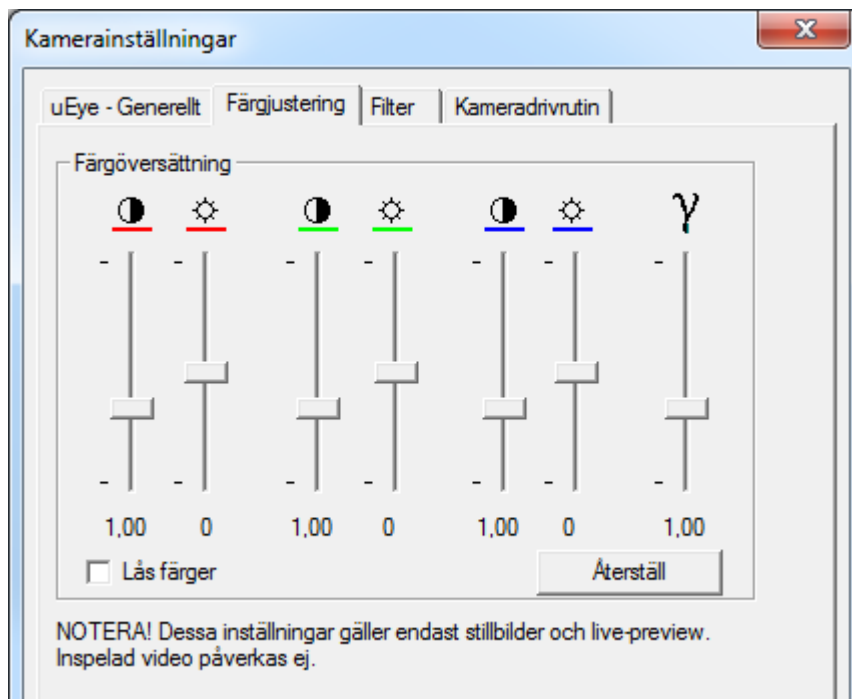 Kamerainställningar
uEye - Generellt Färgjustering Filter Kameradrivrutin
Färgöversättning
γ
- - - - - - -
- - - - - - -
1,00 0 1,00 0 1,00 0 1,00
Lås färger Återställ
NOTERA! Dessa inställningar gäller endast stillbilder och live-preview.
Inspelad video påverkas ej.